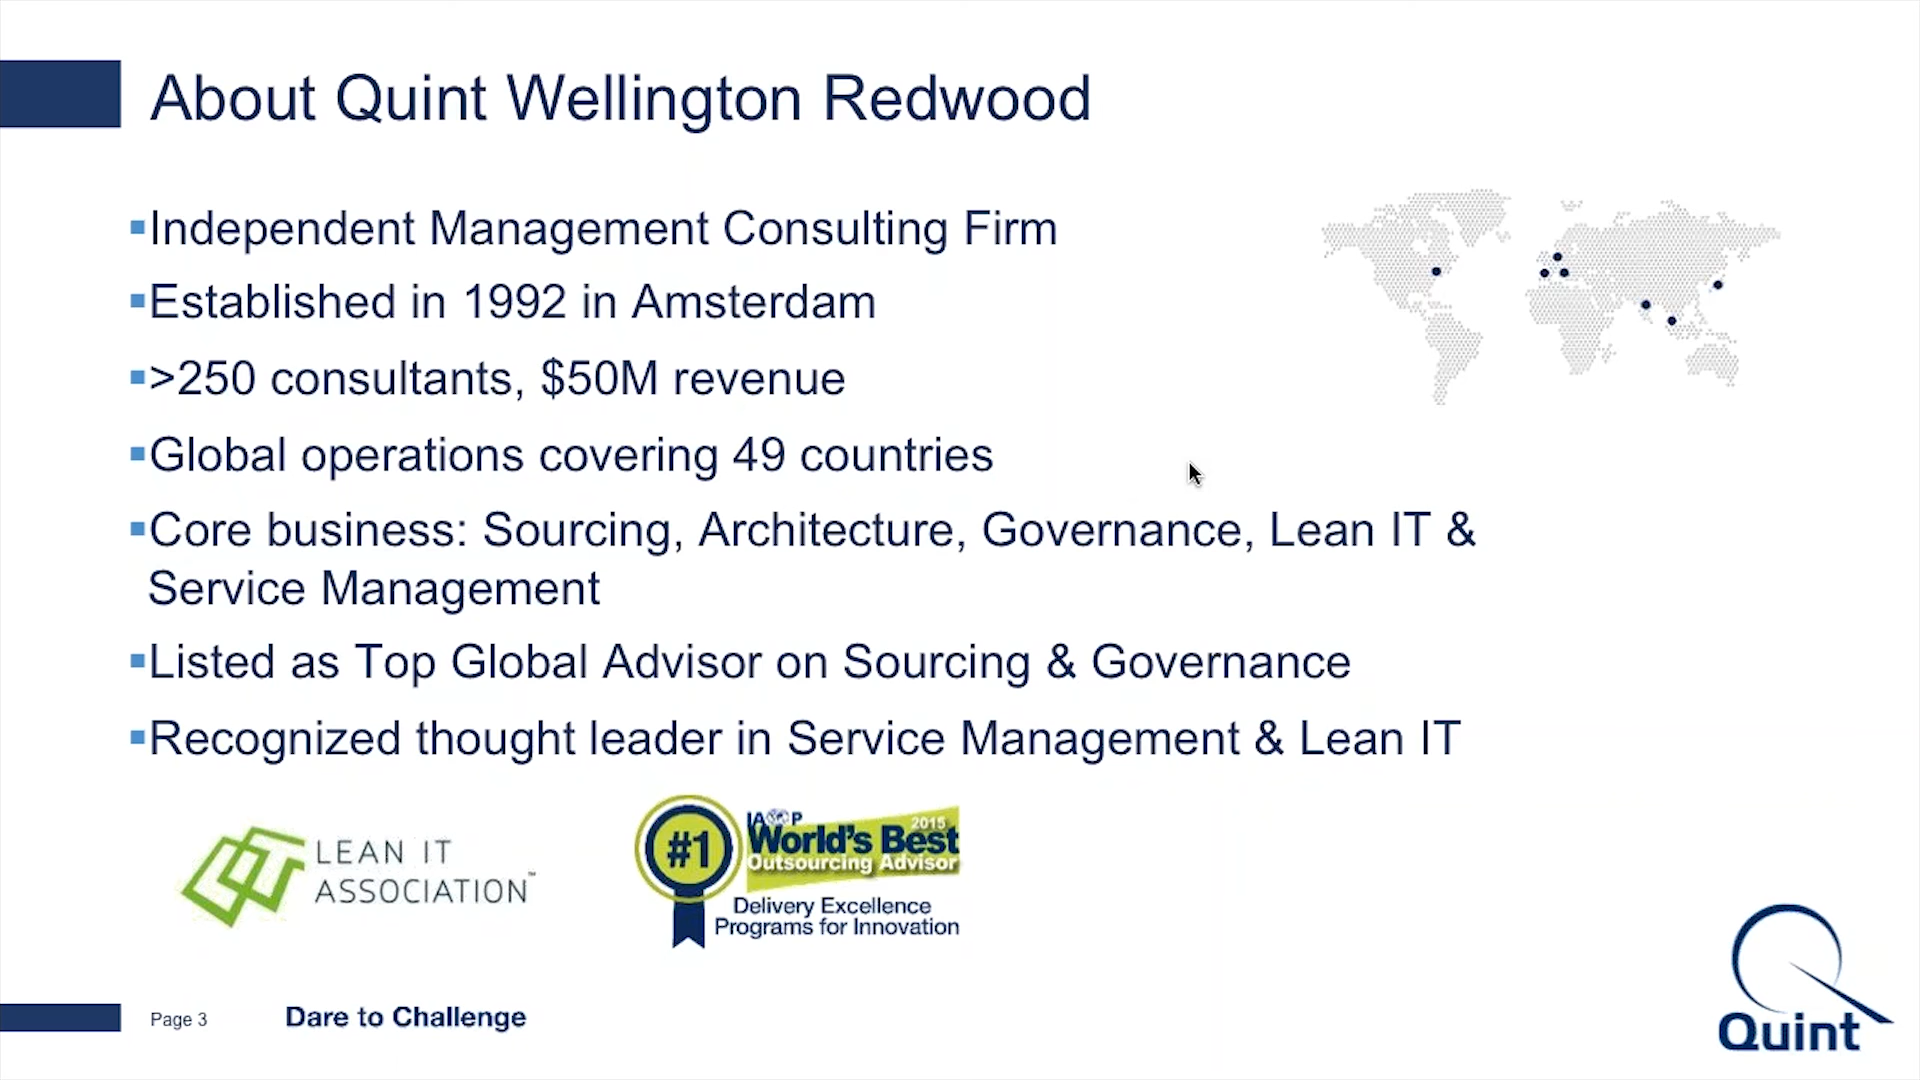 About Quint Wellington Redwood
▪Independent Management Consulting Firm
▪Established in 1992 in Amsterdam
▪>250 consultants, $50M revenue
▪Global operations covering 49 countries
▪Core business: Sourcing, Architecture, Governance, Lean IT &
Service Management
▪Listed as Top Global Advisor on Sourcing & Governance
▪Recognized thought leader in Service Management & Lean IT
LEAN IT
ASSOCIATION™
#1
IAOP
2015
World's Best
Outsourcing Advisor
Delivery Excellence
Programs for Innovation
Page 3
Dare to Challenge
Quint